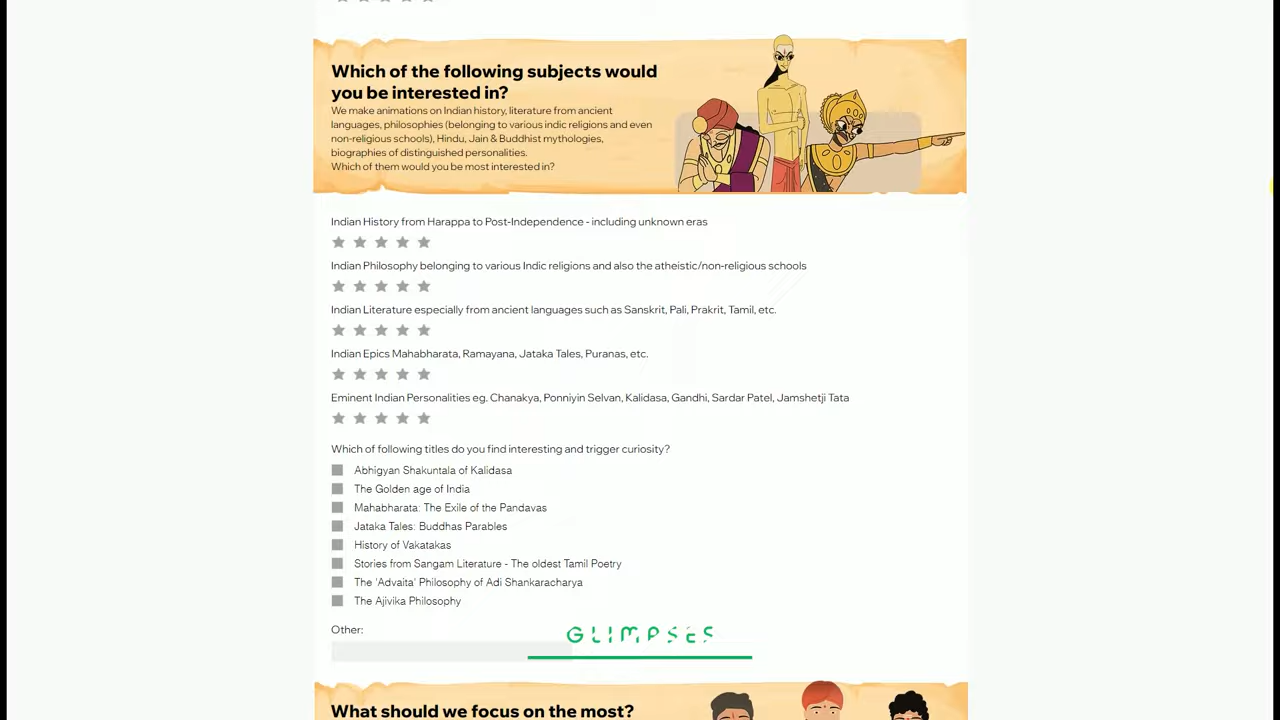 Which of the following subjects would
you be interested in?
We make animations on Indian history, literature from ancient
languages, philosophies (belonging to various indic religions and even
non-religious schools), Hindu, Jain & Buddhist mythologies,
biographies of distinguished personalities.
Which of them would you be most interested in?
Indian History from Harappa to Post-Independence - including unknown eras
Indian Philosophy belonging to various Indic religions and also the atheistic/non-religious schools
Indian Literature especially from ancient languages such as Sanskrit, Pali, Prakrit, Tamil, etc.
Indian Epics Mahabharata, Ramayana, Jataka Tales, Puranas, etc.
Eminent Indian Personalities eg. Chanakya, Ponniyin Selvan, Kalidasa, Gandhi, Sardar Patel, Jamshetji Tata
Which of following titles do you find interesting and trigger curiosity?
Abhigyan Shakuntala of Kalidasa
The Golden age of India
Mahabharata: The Exile of the Pandavas
Jataka Tales: Buddhas Parables
History of Vakatakas
Stories from Sangam Literature - The oldest Tamil Poetry
The 'Advaita' Philosophy of Adi Shankaracharya
The Ajivika Philosophy
Other:
GLIMPSES
What should we focus on the most?